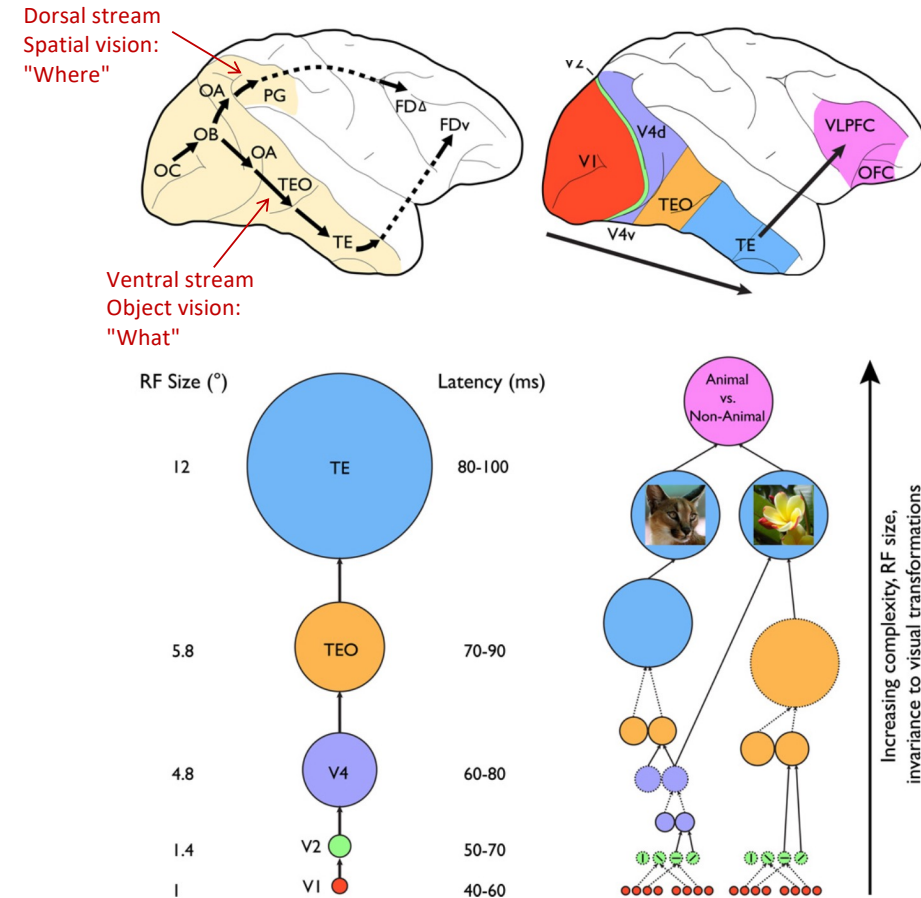 Dorsal stream
Spatial vision:
"Where"
OA
PG
FD∆
FDv
OB
OA
OC
TEO
TE
Ventral stream
Object vision:
"What"
V2
V4d
V1
VLPFC
OFC
TEO
V4v
TE
RF Size (°)
Latency (ms)
12
TE
80-100
5.8
TEO
70-90
4.8
V4
60-80
1.4
V2
50-70
1
V1
40-60
Animal
vs.
Non-Animal
Increasing complexity, RF size,
invariance to visual transformations